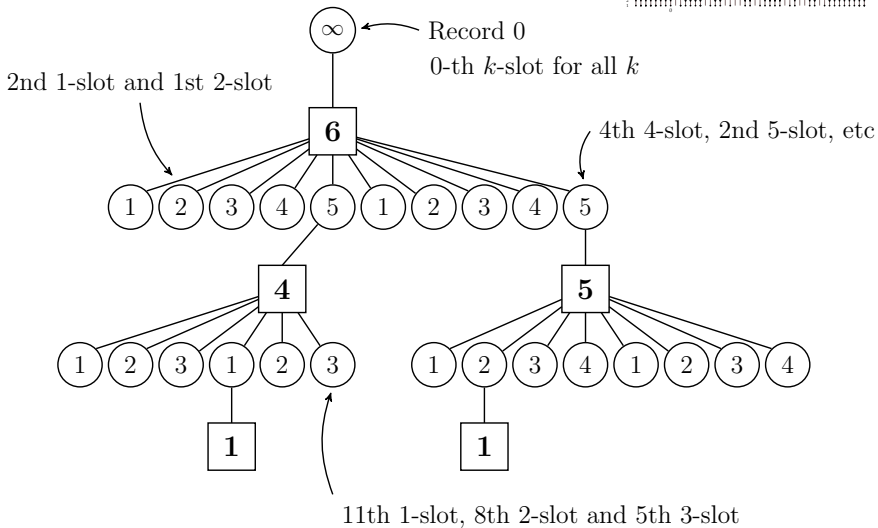 ∞
Record 0
0-th k-slot for all k
2nd 1-slot and 1st 2-slot
6
4th 4-slot, 2nd 5-slot, etc
1 2 3 4 5 1 2 3 4 5
4 5
1 2 3 1 2 3 1 2 3 4 1 2 3 4
1 1
11th 1-slot, 8th 2-slot and 5th 3-slot